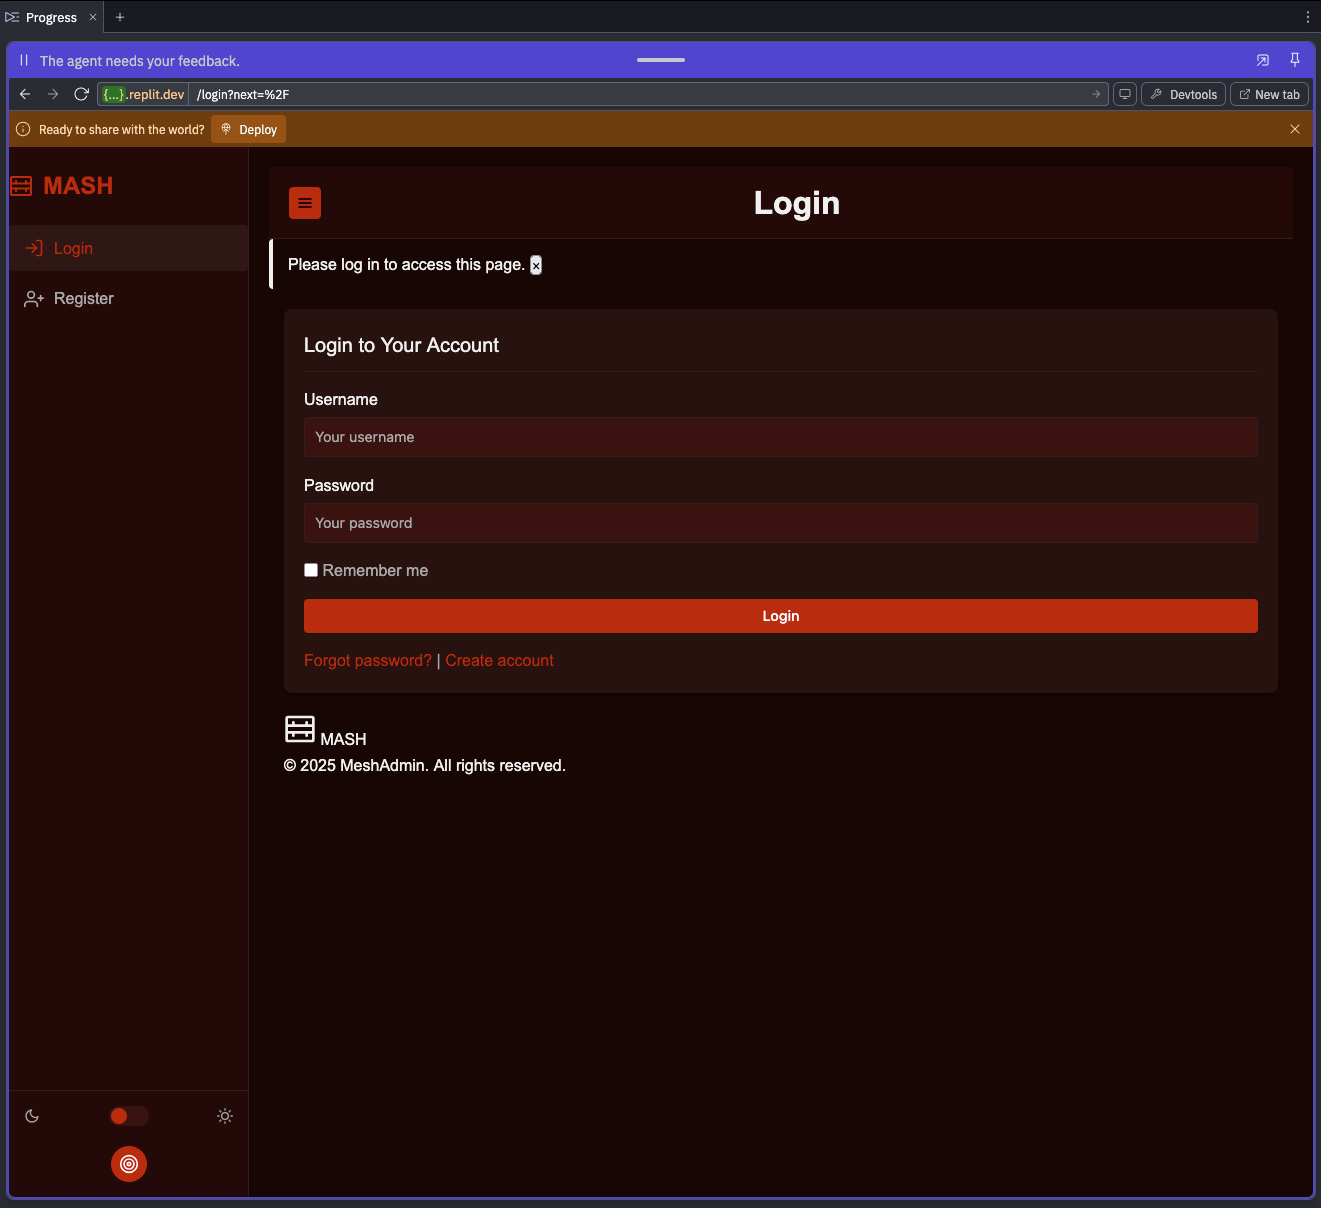 Progress
The agent needs your feedback.
{...}.replit.dev /login?next=%2F
Devtools
New tab
Ready to share with the world? Deploy
MASH
Login
Register
Login
Please log in to access this page. ×
Login to Your Account
Username
Your username
Password
Your password
Remember me
Login
Forgot password? | Create account
MASH
© 2025 MeshAdmin. All rights reserved.